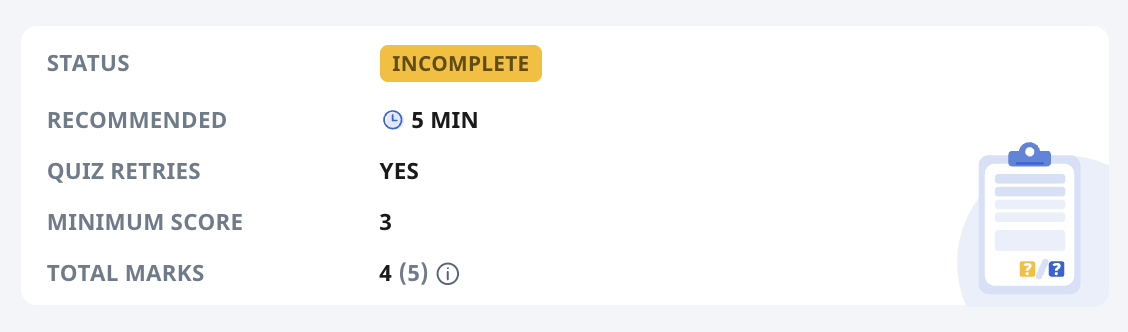 STATUS INCOMPLETE
RECOMMENDED 5 MIN
QUIZ RETRIES YES
MINIMUM SCORE 3
TOTAL MARKS 4 (5)
? / ?